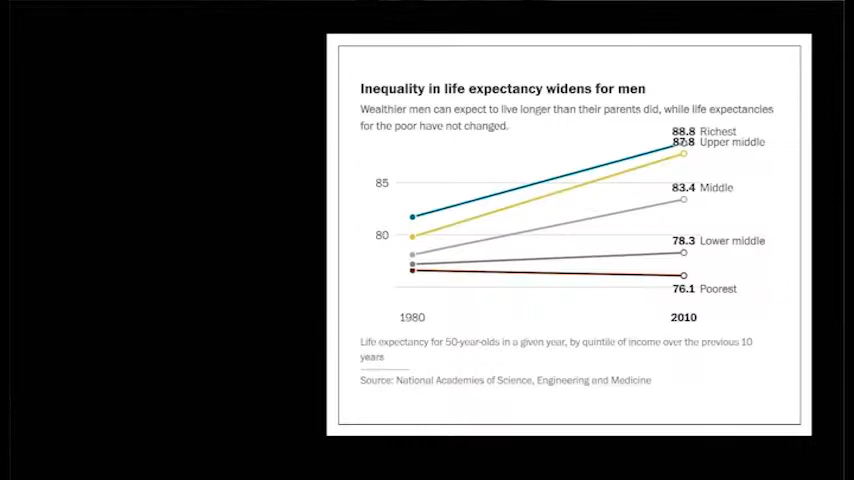 Inequality in life expectancy widens for men
Wealthier men can expect to live longer than their parents did, while life expectancies
for the poor have not changed.
88.8 Richest
87.8 Upper middle
85
83.4 Middle
80
78.3 Lower middle
76.1 Poorest
1980
2010
Life expectancy for 50-year-olds in a given year, by quintile of income over the previous 10
years
Source: National Academies of Science, Engineering and Medicine